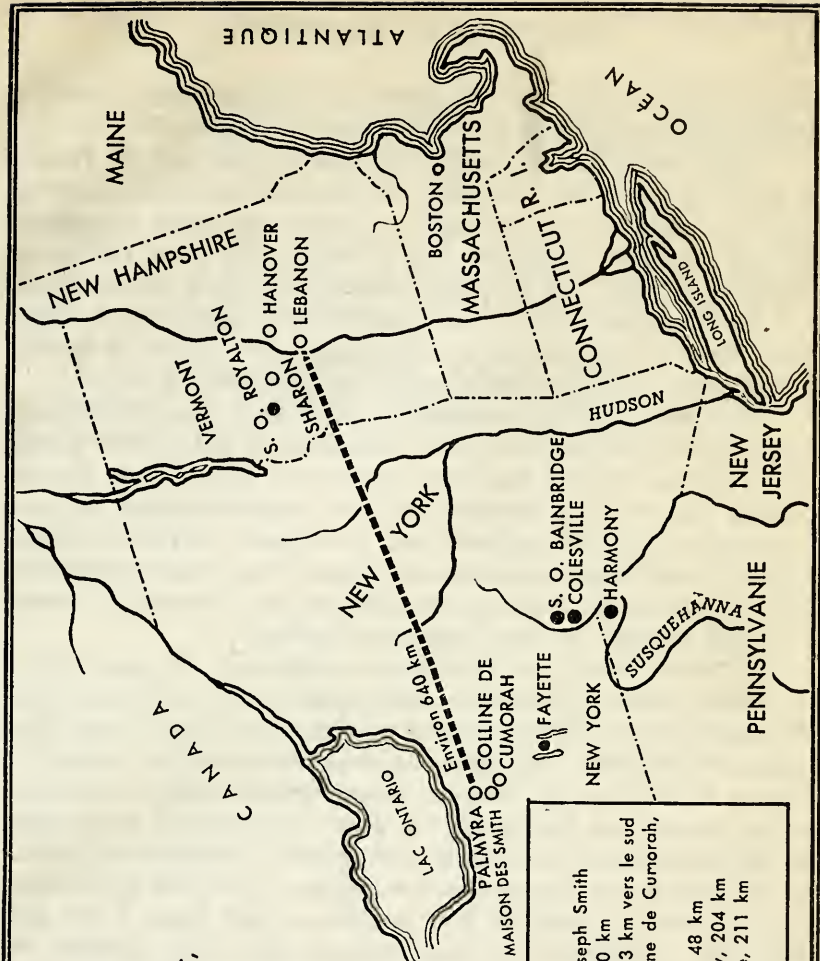 ATLANTIQUE
OCÉAN
MAINE
NEW HAMPSHIRE
VERMONT
S. O. ROYALTON
HANOVER
SHARON
LEBANON
BOSTON
MASSACHUSETTS
R. I.
CONNECTICUT
LONG ISLAND
HUDSON
NEW YORK
CANADA
LAC ONTARIO
Environ 640 km
PALMYRA
MAISON DES SMITH
COLLINE DE
CUMORAH
FAYETTE
NEW YORK
S. O. BAINBRIDGE
COLESVILLE
HARMONY
SUSQUEHANNA
NEW
JERSEY
PENNSYLVANIE
seph Smith
0 km
3 km vers le sud
ne de Cumorah,
48 km
, 204 km
, 211 km